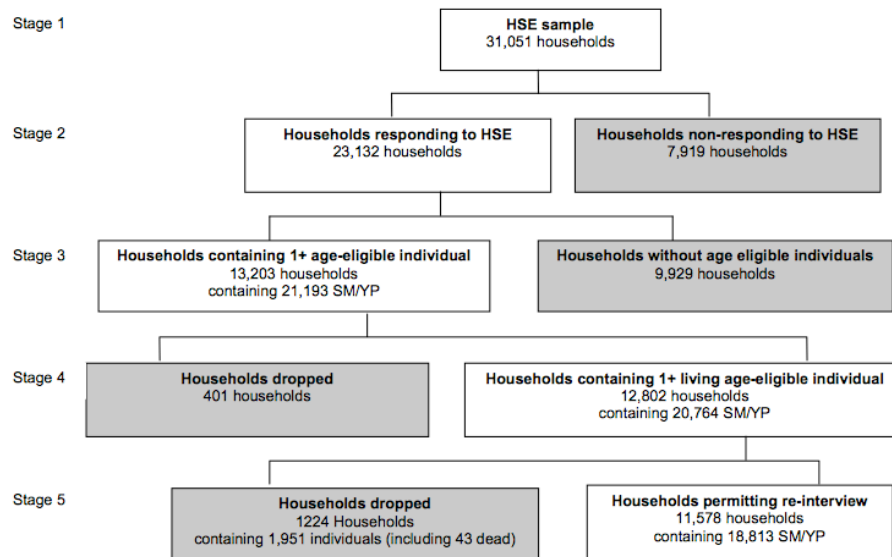 Stage 1
HSE sample
31,051 households
Stage 2
Households responding to HSE
23,132 households
Households non-responding to HSE
7,919 households
Stage 3
Households containing 1+ age-eligible individual
13,203 households
containing 21,193 SM/YP
Households without age eligible individuals
9,929 households
Stage 4
Households dropped
401 households
Households containing 1+ living age-eligible individual
12,802 households
containing 20,764 SM/YP
Stage 5
Households dropped
1224 Households
containing 1,951 individuals (including 43 dead)
Households permitting re-interview
11,578 households
containing 18,813 SM/YP